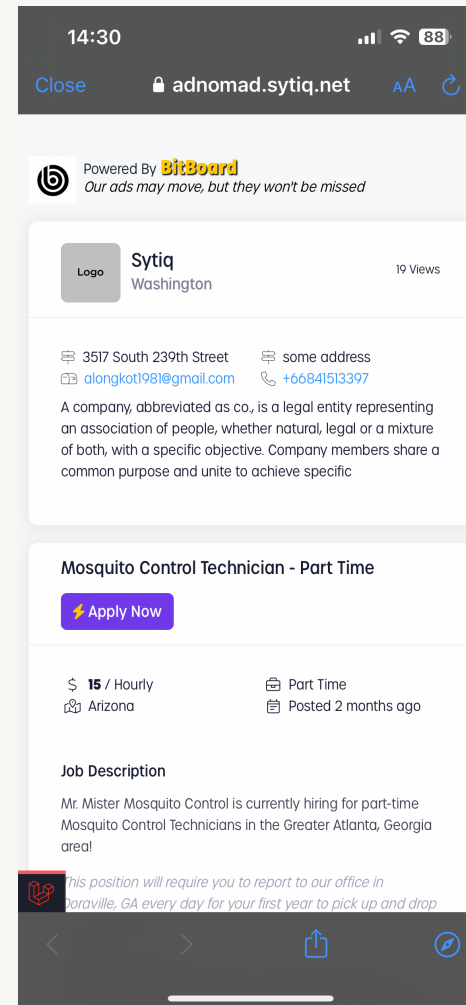 14:30
88
Close
adnomad.sytiq.net
AA
Powered By BitBoard
Our ads may move, but they won't be missed
Logo
Sytiq
Washington
19 Views
3517 South 239th Street
some address
alongkot1981@gmail.com
+66841513397
A company, abbreviated as co., is a legal entity representing
an association of people, whether natural, legal or a mixture
of both, with a specific objective. Company members share a
common purpose and unite to achieve specific
Mosquito Control Technician - Part Time
Apply Now
$ 15 / Hourly
Part Time
Arizona
Posted 2 months ago
Job Description
Mr. Mister Mosquito Control is currently hiring for part-time
Mosquito Control Technicians in the Greater Atlanta, Georgia
area!
This position will require you to report to our office in
Doraville, GA every day for your first year to pick up and drop